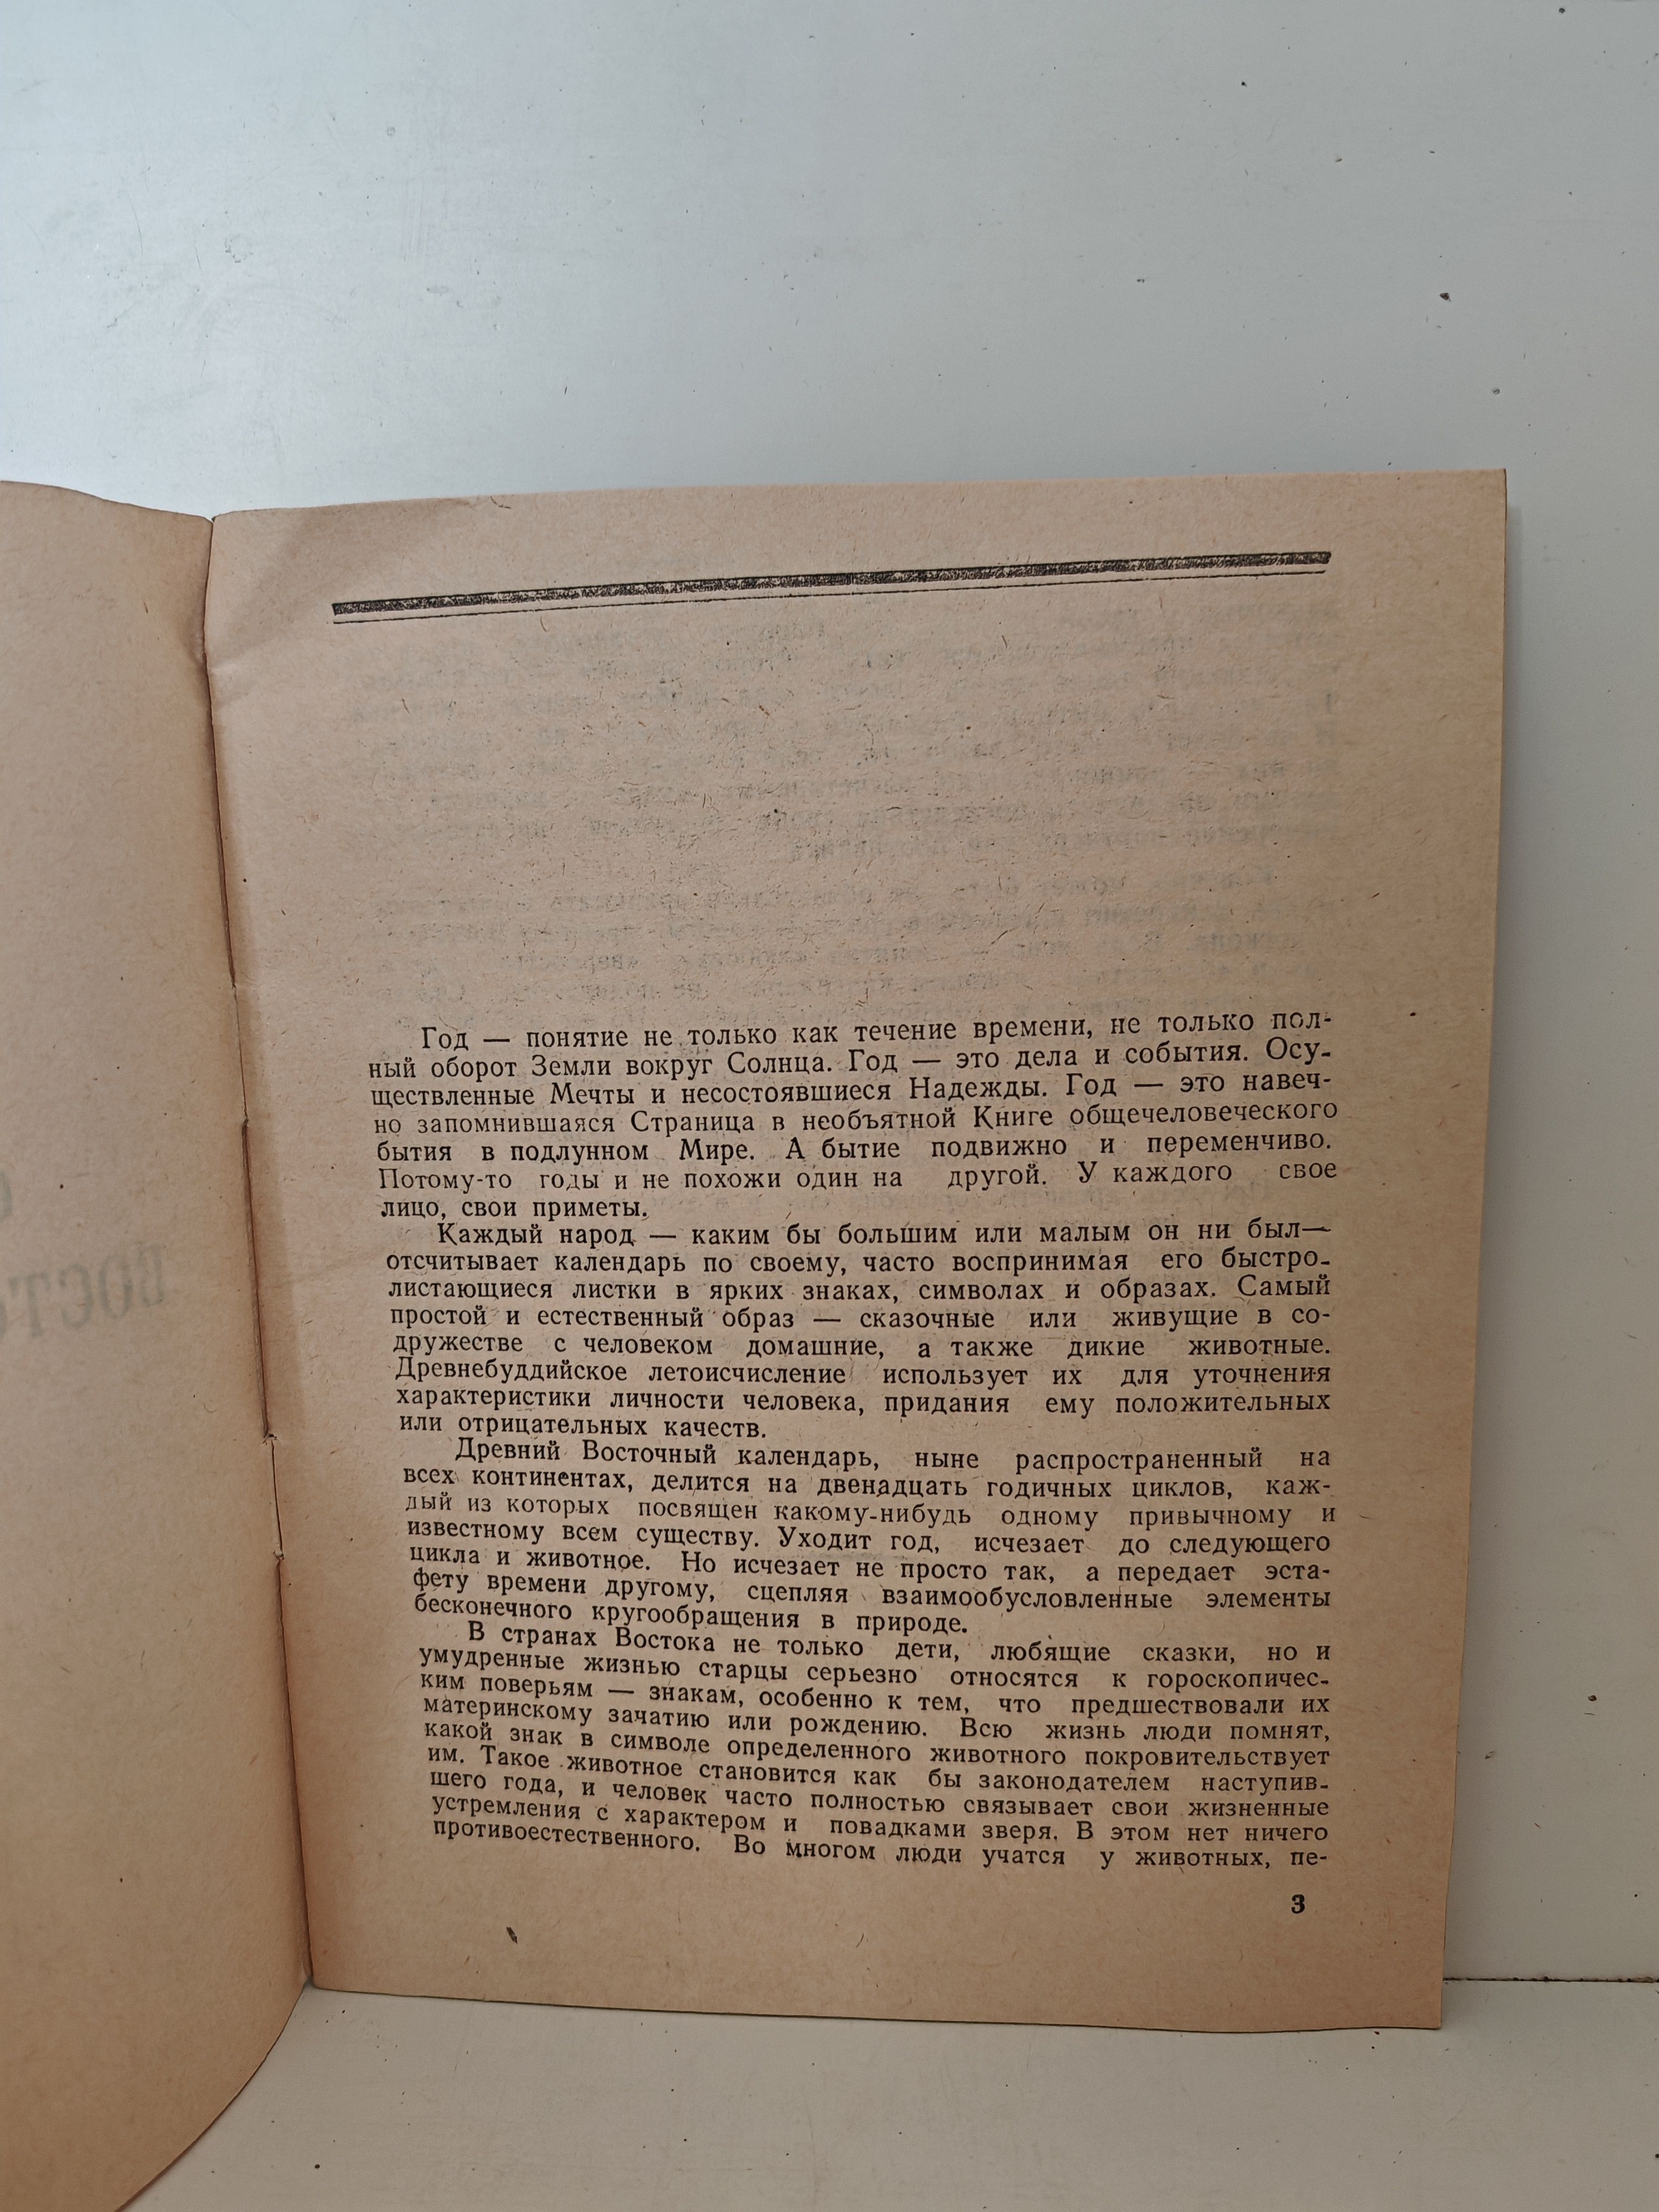 Год — понятие не только как течение времени, не только пол-
ный оборот Земли вокруг Солнца. Год — это дела и события. Осу-
ществленные Мечты и несостоявшиеся Надежды. Год — это навеч-
но запомнившаяся Страница в необъятной Книге общечеловеческого
бытия в подлунном Мире. А бытие подвижно и переменчиво.
Потому-то годы и не похожи один на другой. У каждого свое
лицо, свои приметы.
Каждый народ — каким бы большим или малым он ни был—
отсчитывает календарь по своему, часто воспринимая его быстро-
листающиеся листки в ярких знаках, символах и образах. Самый
простой и естественный образ — сказочные или живущие в со-
дружестве с человеком домашние, а также дикие животные.
Древнебуддийское летоисчисление использует их для уточнения
характеристики личности человека, придания ему положительных
или отрицательных качеств.
Древний Восточный календарь, ныне распространенный на
всех континентах, делится на двенадцать годичных циклов, каж-
дый из которых посвящен какому-нибудь одному привычному и
известному всем существу. Уходит год, исчезает до следующего
цикла и животное. Но исчезает не просто так, а передает эста-
фету времени другому, сцепляя взаимообусловленные элементы
бесконечного кругообращения в природе.
В странах Востока не только дети, любящие сказки, но и
умудренные жизнью старцы серьезно относятся к гороскопичес-
ким поверьям — знакам, особенно к тем, что предшествовали их
материнскому зачатию или рождению. Всю жизнь люди помнят,
какой знак в символе определенного животного покровительствует
им. Такое животное становится как бы законодателем наступив-
шего года, и человек часто полностью связывает свои жизненные
устремления с характером и повадками зверя. В этом нет ничего
противоестественного. Во многом люди учатся у животных, пе-
3